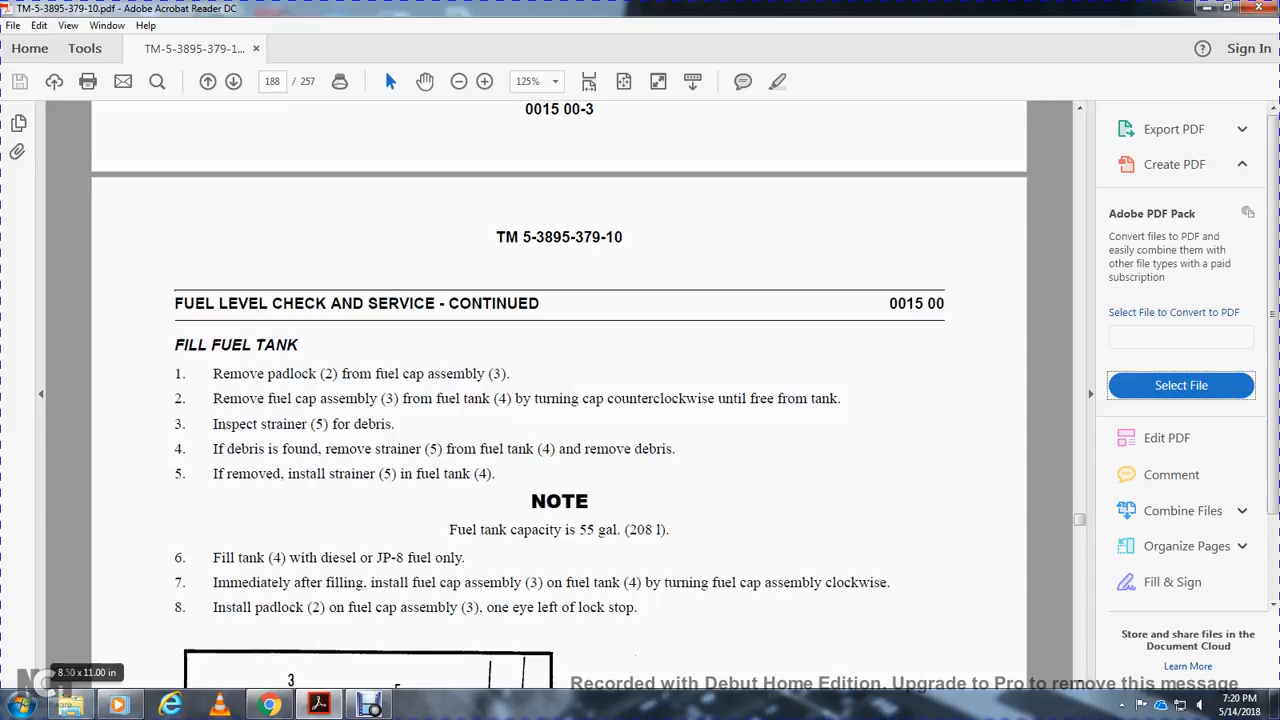 TM-5-3895-379-10.pdf - Adobe Acrobat Reader DC
File Edit View Window Help
Home Tools TM-5-3895-379-1... × Sign In
188 / 257 125%
0015 00-3
TM 5-3895-379-10
FUEL LEVEL CHECK AND SERVICE - CONTINUED 0015 00
FILL FUEL TANK
1. Remove padlock (2) from fuel cap assembly (3).
2. Remove fuel cap assembly (3) from fuel tank (4) by turning cap counterclockwise until free from tank.
3. Inspect strainer (5) for debris.
4. If debris is found, remove strainer (5) from fuel tank (4) and remove debris.
5. If removed, install strainer (5) in fuel tank (4).
NOTE
Fuel tank capacity is 55 gal. (208 l).
6. Fill tank (4) with diesel or JP-8 fuel only.
7. Immediately after filling, install fuel cap assembly (3) on fuel tank (4) by turning fuel cap assembly clockwise.
8. Install padlock (2) on fuel cap assembly (3), one eye left of lock stop.
3
8.50 x 11.00 in
Export PDF
Create PDF
Adobe PDF Pack
Convert files to PDF and
easily combine them with
other file types with a paid
subscription
Select File to Convert to PDF
Select File
Edit PDF
Comment
Combine Files
Organize Pages
Fill & Sign
Store and share files in the
Document Cloud
Learn More
Recorded with Debut Home Edition. Upgrade to Pro to remove this message
7:20 PM
5/14/2018